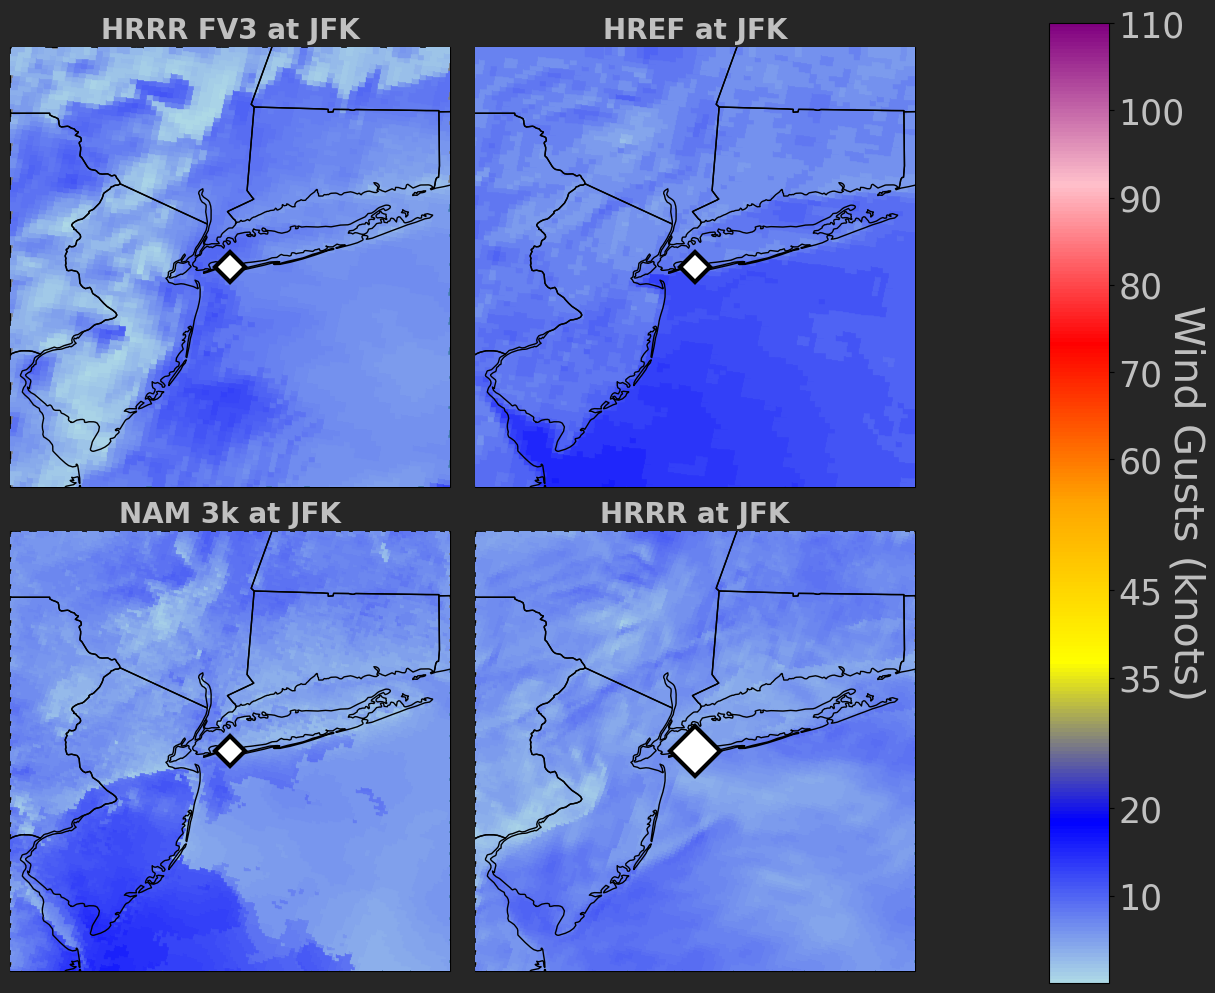 HRRR FV3 at JFK
HREF at JFK
NAM 3k at JFK
HRRR at JFK
110
100
90
80
70
60
45
35
20
10
Wind Gusts (knots)